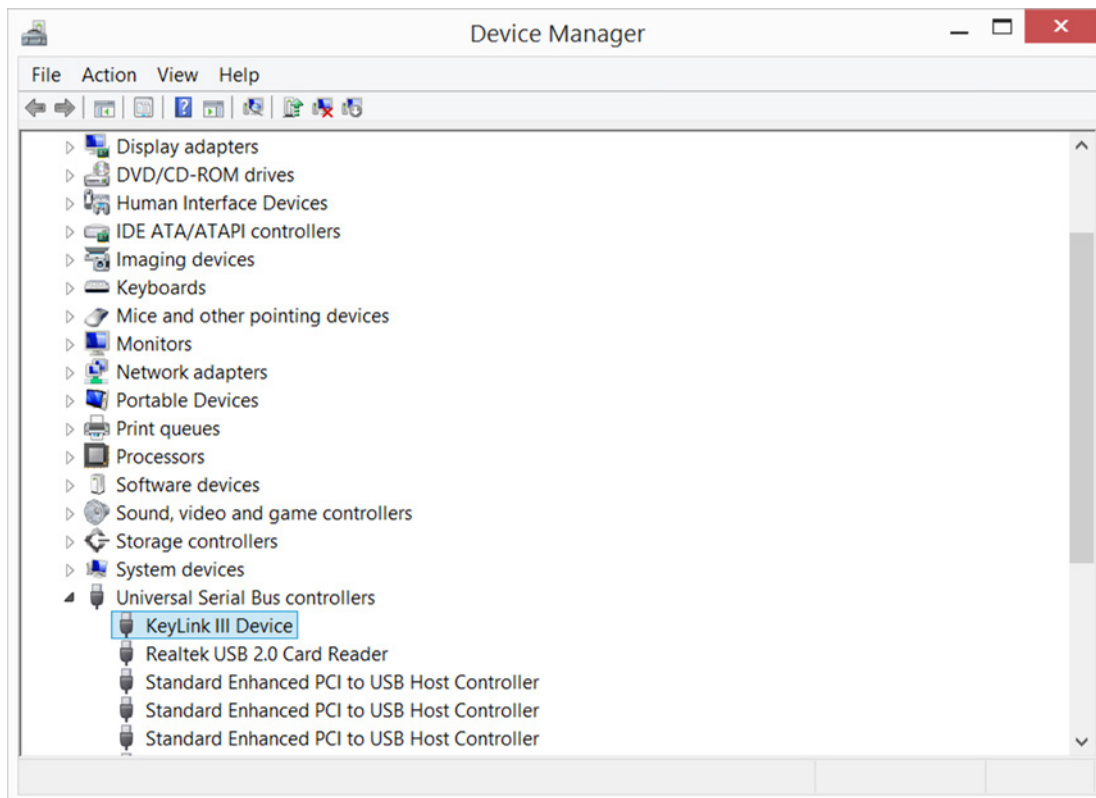 Device Manager
File Action View Help
Display adapters
DVD/CD-ROM drives
Human Interface Devices
IDE ATA/ATAPI controllers
Imaging devices
Keyboards
Mice and other pointing devices
Monitors
Network adapters
Portable Devices
Print queues
Processors
Software devices
Sound, video and game controllers
Storage controllers
System devices
Universal Serial Bus controllers
KeyLink III Device
Realtek USB 2.0 Card Reader
Standard Enhanced PCI to USB Host Controller
Standard Enhanced PCI to USB Host Controller
Standard Enhanced PCI to USB Host Controller